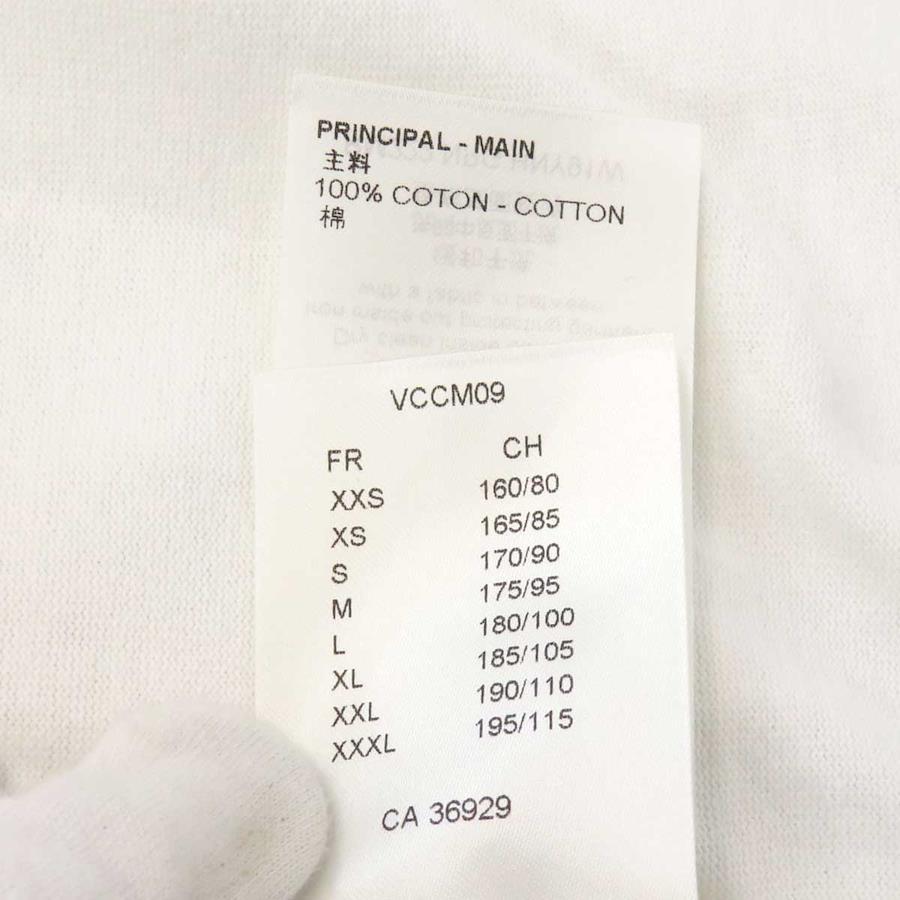 PRINCIPAL - MAIN
主料
100% COTON - COTTON
棉
VCCM09
FR CH
XXS 160/80
XS 165/85
S 170/90
M 175/95
L 180/100
XL 185/105
XXL 190/110
XXXL 195/115
CA 36929